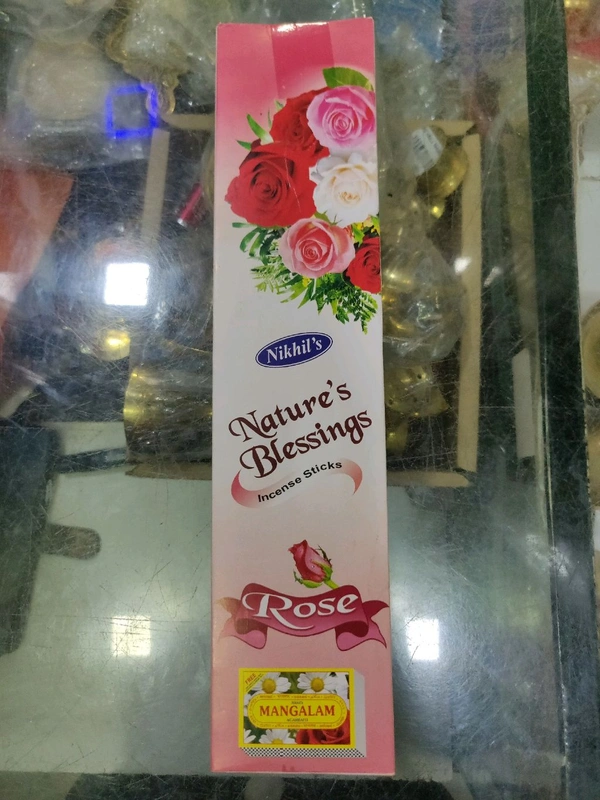 Nikhil's
Nature's
Blessings
Incense Sticks
Rose
FREE
MANGALAM